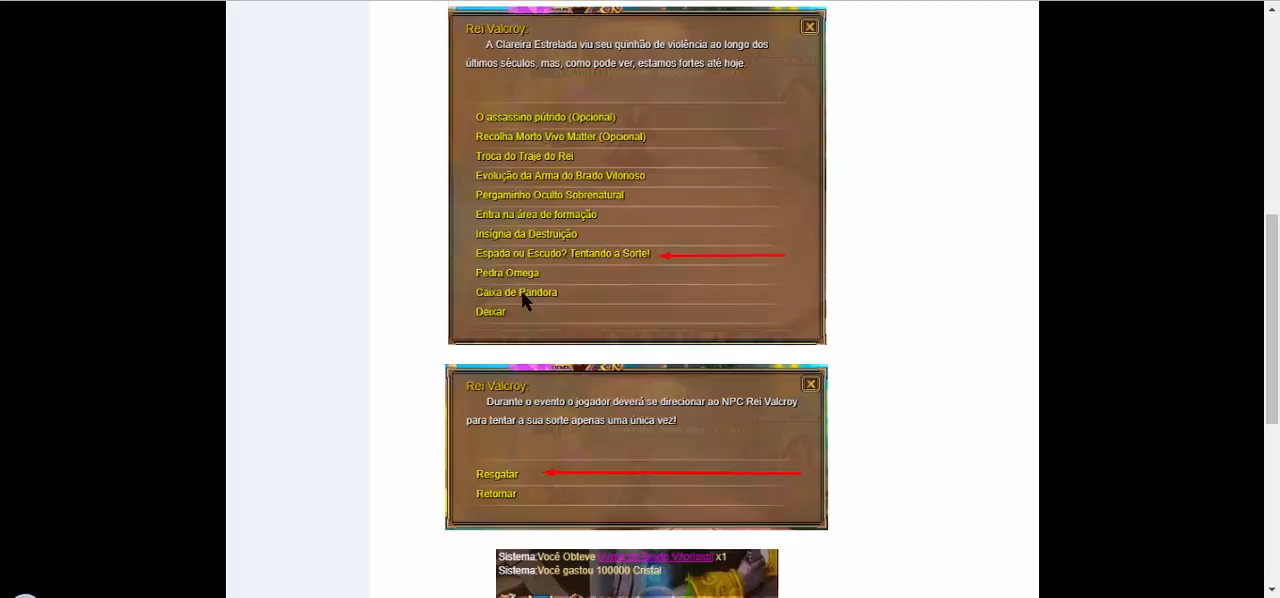 Rei Valcroy:
A Clareira Estrelada viu seu quinhão de violência ao longo dos
últimos séculos, mas, como pode ver, estamos fortes até hoje.
O assassino pútrido (Opcional)
Recolha Morto Vivo Matter (Opcional)
Troca do Traje do Rei
Evolução da Arma do Brado Vitorioso
Pergaminho Oculto Sobrenatural
Entra na área de formação
Insígnia da Destruição
Espada ou Escudo? Tentando a Sorte!
Pedra Omega
Caixa de Pandora
Deixar
Rei Valcroy:
Durante o evento o jogador deverá se direcionar ao NPC Rei Valcroy
para tentar a sua sorte apenas uma única vez!
Resgatar
Retornar
Sistema:Você Obteve [Arma do Brado Vitorioso] x1
Sistema:Você gastou 100000 Cristal